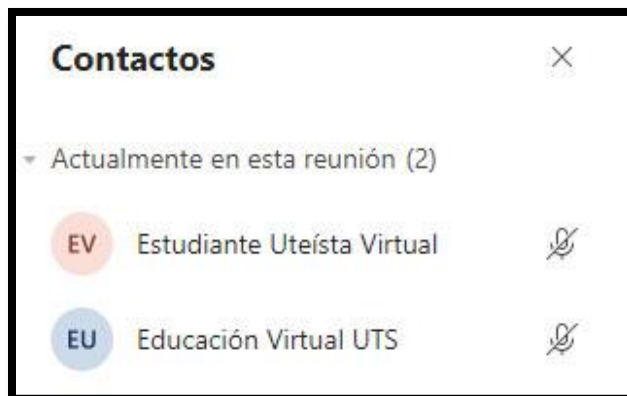 Contactos
Actualmente en esta reunión (2)
EV Estudiante Uteísta Virtual
EU Educación Virtual UTS